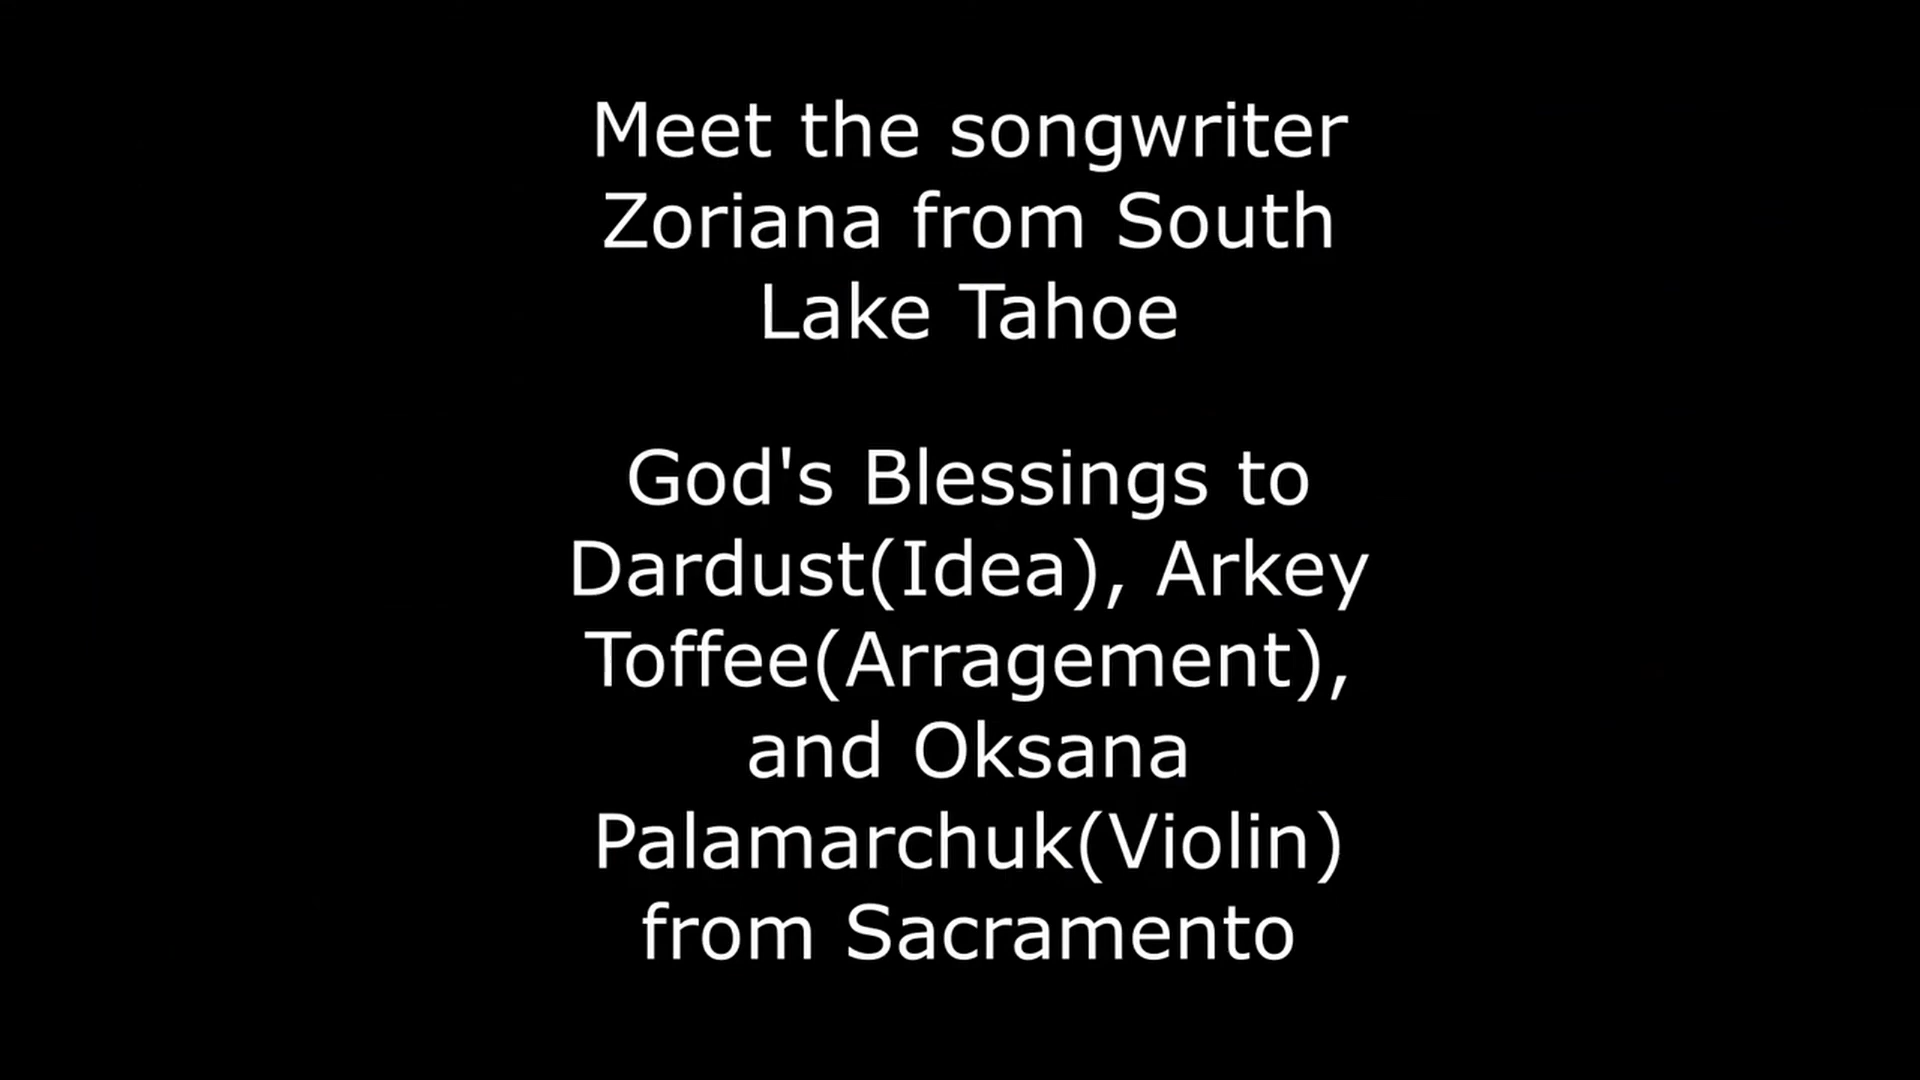 Meet the songwriter
Zoriana from South
Lake Tahoe
God's Blessings to
Dardust(Idea), Arkey
Toffee(Arragement),
and Oksana
Palamarchuk(Violin)
from Sacramento